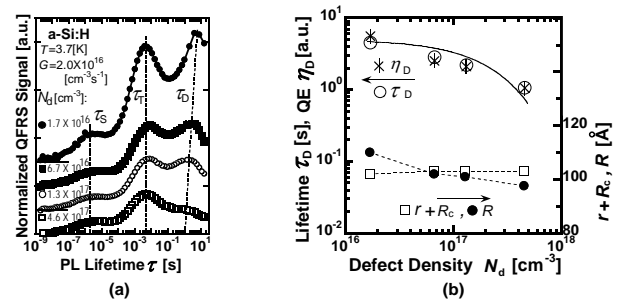 Normalized QFRS Signal [a.u.]
a-Si:H
T=3.7[K]
G=2.0X10^16
[cm^-3s^-1]
N_d[cm^-3]:
τ_S
τ_T
τ_D
1.7 X 10^16
6.7 X 10^16
1.3 X 10^17
4.6 X 10^17
10^-9 10^-7 10^-5 10^-3 10^-1 10^1
PL Lifetime τ [s]
(a)
Lifetime τ_D [s], QE η_D [a.u.]
10^2
10^1
10^0
10^-1
10^-2
η_D
τ_D
r+R_c , R
120
100
80
r+R_c, R [Å]
10^16 10^17 10^18
Defect Density N_d [cm^-3]
(b)